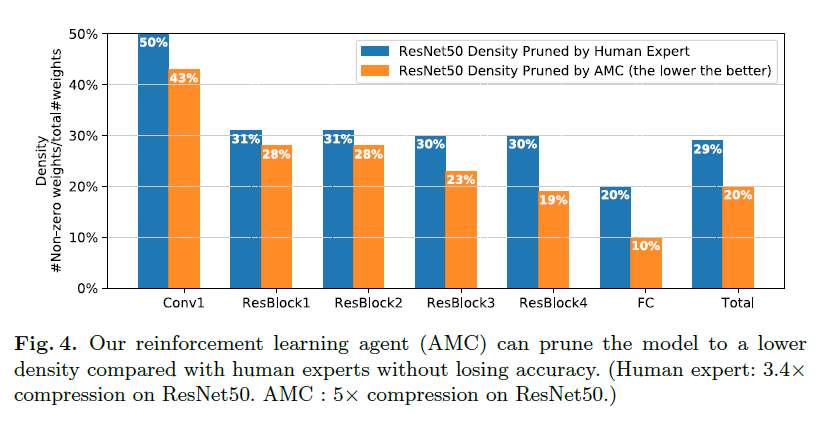 Density
#Non-zero weights/total#weights
50%
40%
30%
20%
10%
0%
ResNet50 Density Pruned by Human Expert
ResNet50 Density Pruned by AMC (the lower the better)
50%
43%
31%
28%
31%
28%
30%
23%
30%
19%
20%
10%
29%
20%
Conv1
ResBlock1
ResBlock2
ResBlock3
ResBlock4
FC
Total
Fig. 4. Our reinforcement learning agent (AMC) can prune the model to a lower
density compared with human experts without losing accuracy. (Human expert: 3.4×
compression on ResNet50. AMC : 5× compression on ResNet50.)